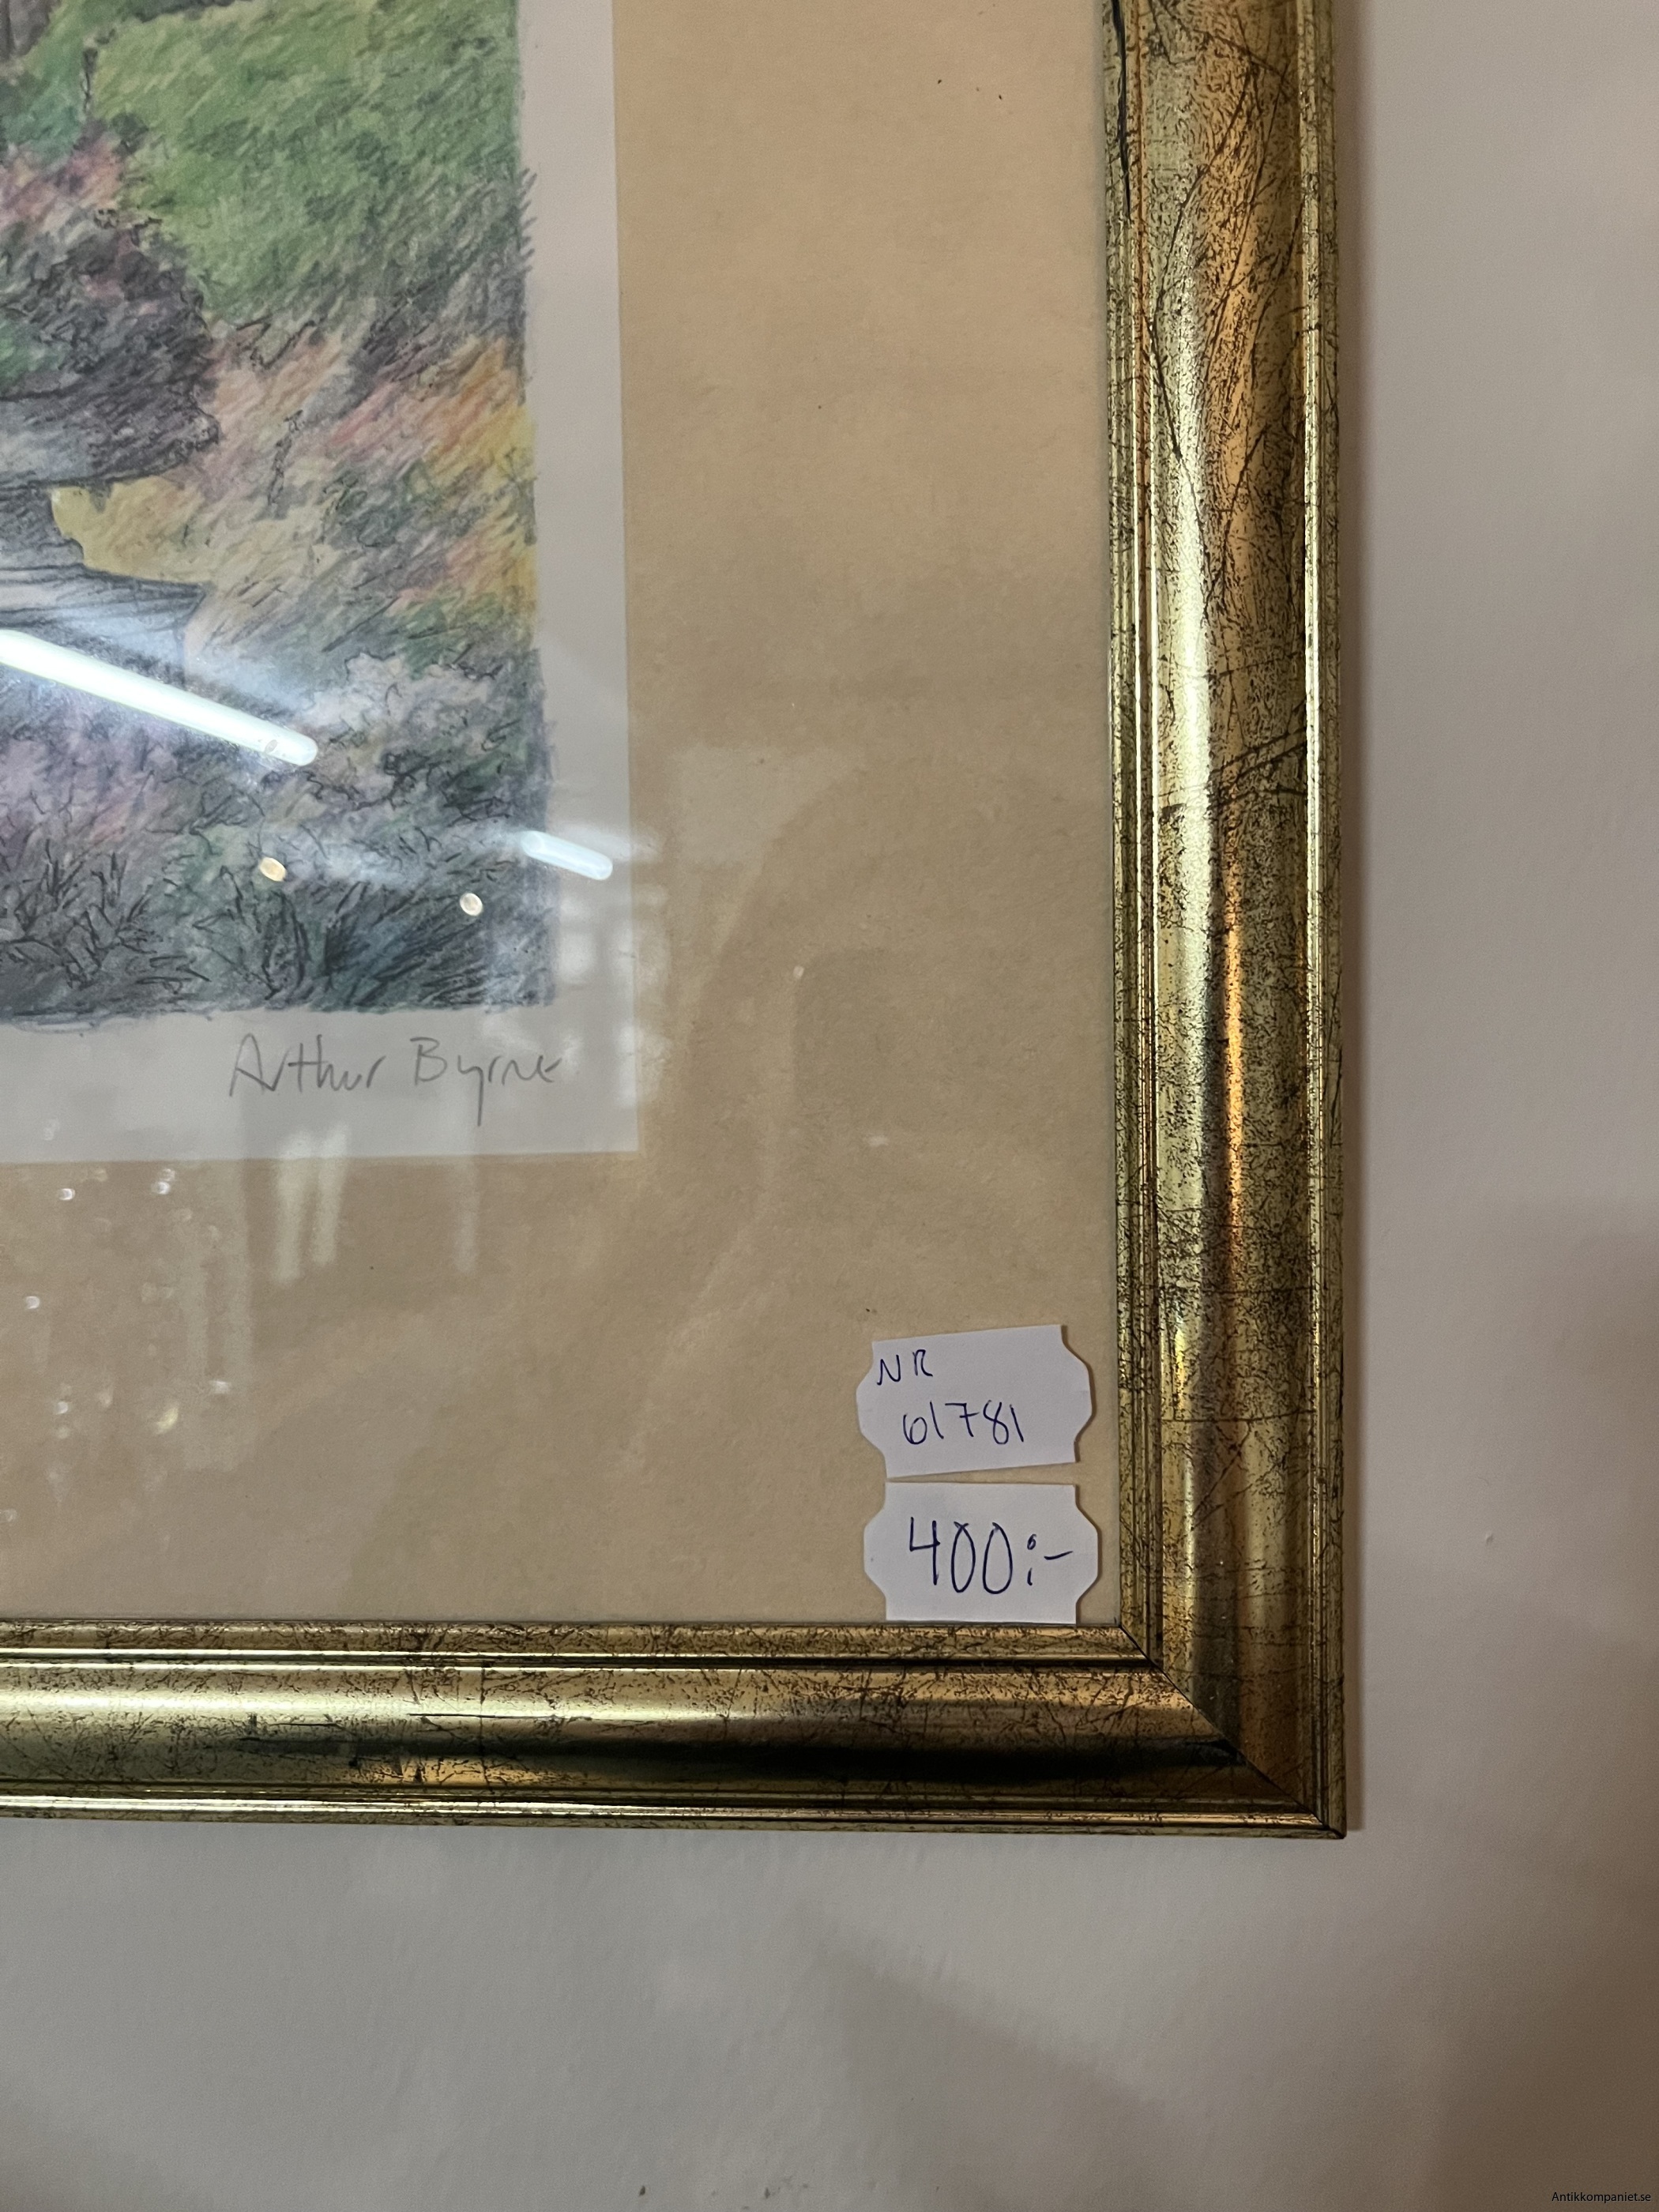 Arthur Byrne
NR
61781
400:-
Antikkompaniet.se